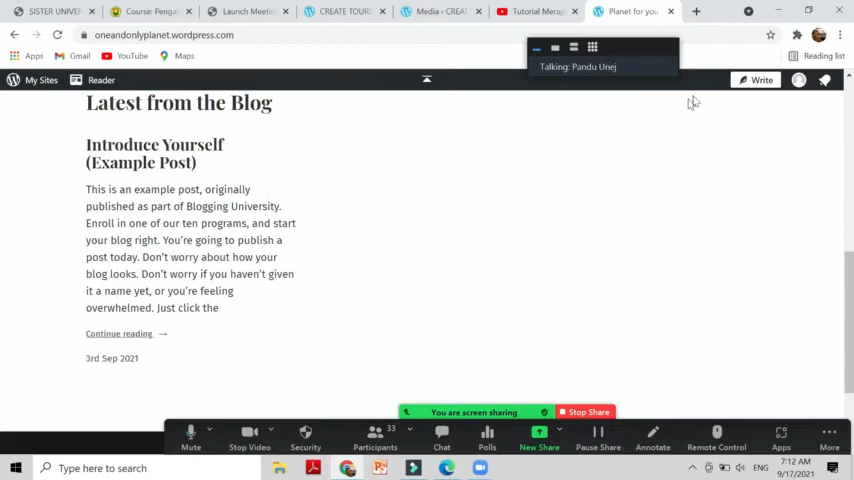 SISTER UNIVE
Course: Penga
Launch Meetin
CREATE TOURI
Media ‹ CREAT
Tutorial Merap
Planet for you
oneandonlyplanet.wordpress.com
Apps
Gmail
YouTube
Maps
Reading list
Talking: Pandu Unej
My Sites
Reader
Write
Latest from the Blog
Introduce Yourself
(Example Post)
This is an example post, originally
published as part of Blogging University.
Enroll in one of our ten programs, and start
your blog right. You’re going to publish a
post today. Don’t worry about how your
blog looks. Don’t worry if you haven’t given
it a name yet, or you’re feeling
overwhelmed. Just click the
Continue reading →
3rd Sep 2021
You are screen sharing
Stop Share
33
Mute
Stop Video
Security
Participants
Chat
Polls
New Share
Pause Share
Annotate
Remote Control
Apps
More
Type here to search
ENG
7:12 AM
9/17/2021